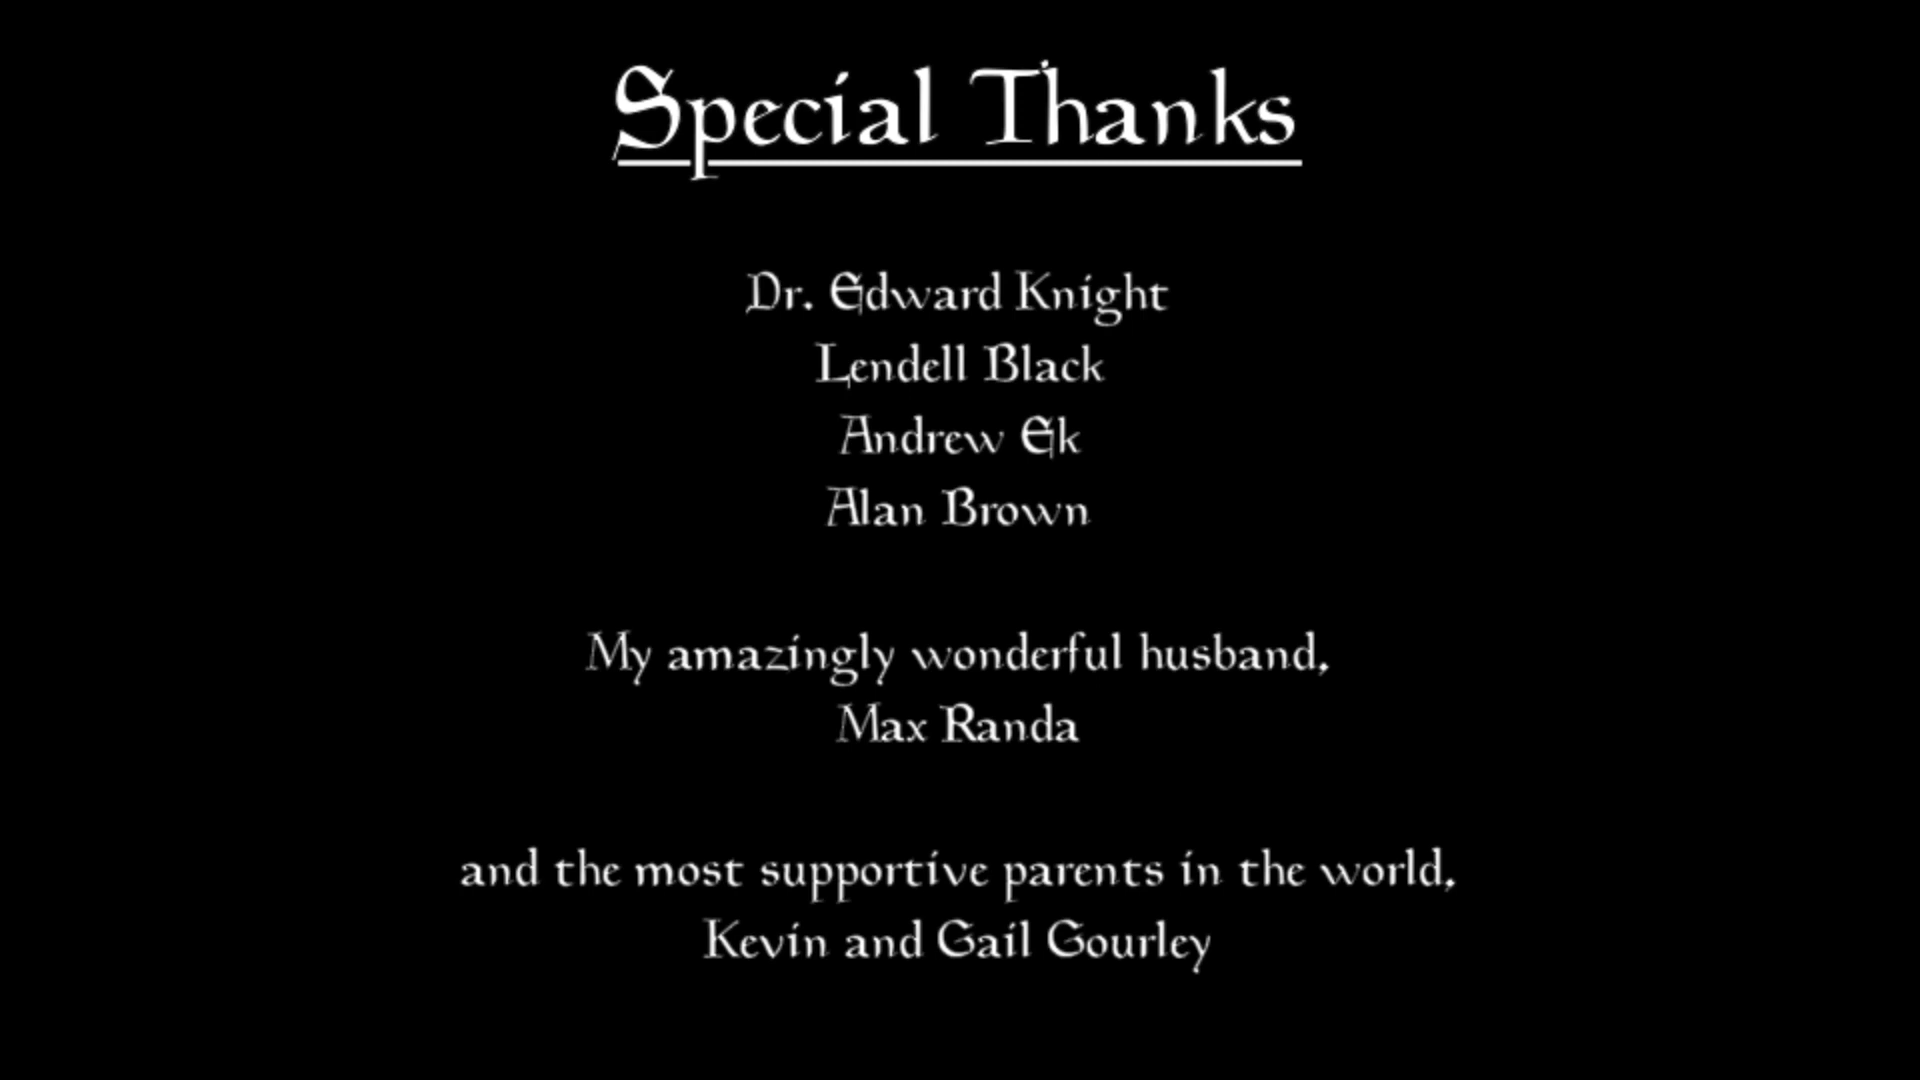 Special Thanks
Dr. Edward Knight
Lendell Black
Andrew Ek
Alan Brown
My amazingly wonderful husband,
Max Randa
and the most supportive parents in the world,
Kevin and Gail Gourley